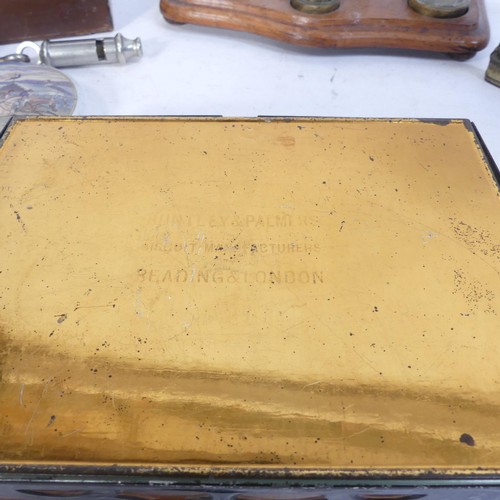 HUNTLEY & PALMERS
BISCUIT MANUFACTURERS
READING & LONDON